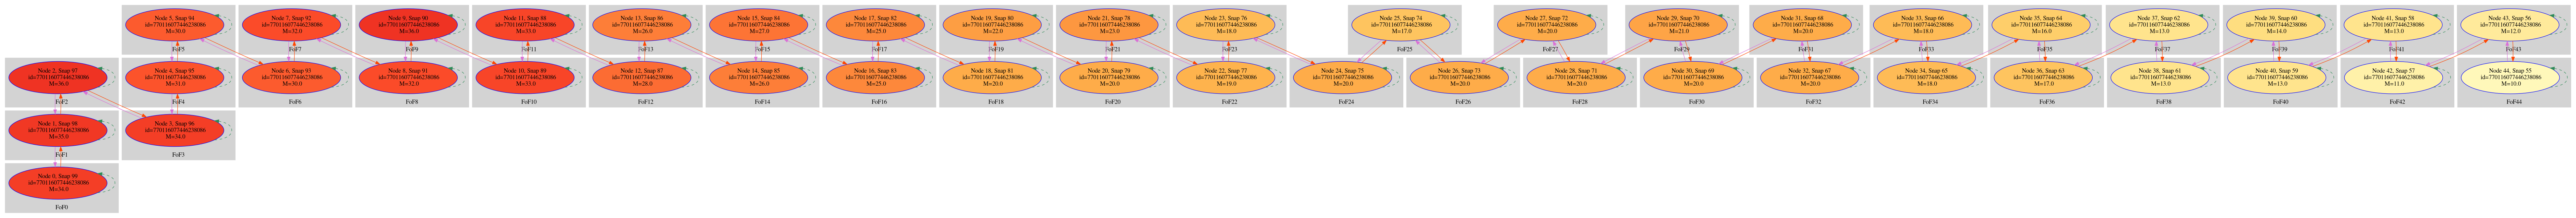 Node 5, Snap 94
id=770116077446238086
M=30.0
FoF5
Node 7, Snap 92
id=770116077446238086
M=32.0
FoF7
Node 9, Snap 90
id=770116077446238086
M=36.0
FoF9
Node 11, Snap 88
id=770116077446238086
M=33.0
FoF11
Node 13, Snap 86
id=770116077446238086
M=26.0
FoF13
Node 15, Snap 84
id=770116077446238086
M=27.0
FoF15
Node 17, Snap 82
id=770116077446238086
M=25.0
FoF17
Node 19, Snap 80
id=770116077446238086
M=22.0
FoF19
Node 21, Snap 78
id=770116077446238086
M=23.0
FoF21
Node 23, Snap 76
id=770116077446238086
M=18.0
FoF23
Node 25, Snap 74
id=770116077446238086
M=17.0
FoF25
Node 27, Snap 72
id=770116077446238086
M=20.0
FoF27
Node 29, Snap 70
id=770116077446238086
M=21.0
FoF29
Node 31, Snap 68
id=770116077446238086
M=20.0
FoF31
Node 33, Snap 66
id=770116077446238086
M=18.0
FoF33
Node 35, Snap 64
id=770116077446238086
M=16.0
FoF35
Node 37, Snap 62
id=770116077446238086
M=13.0
FoF37
Node 39, Snap 60
id=770116077446238086
M=14.0
FoF39
Node 41, Snap 58
id=770116077446238086
M=13.0
FoF41
Node 43, Snap 56
id=770116077446238086
M=12.0
FoF43
Node 2, Snap 97
id=770116077446238086
M=36.0
FoF2
Node 4, Snap 95
id=770116077446238086
M=31.0
FoF4
Node 6, Snap 93
id=770116077446238086
M=30.0
FoF6
Node 8, Snap 91
id=770116077446238086
M=32.0
FoF8
Node 10, Snap 89
id=770116077446238086
M=33.0
FoF10
Node 12, Snap 87
id=770116077446238086
M=28.0
FoF12
Node 14, Snap 85
id=770116077446238086
M=26.0
FoF14
Node 16, Snap 83
id=770116077446238086
M=25.0
FoF16
Node 18, Snap 81
id=770116077446238086
M=20.0
FoF18
Node 20, Snap 79
id=770116077446238086
M=20.0
FoF20
Node 22, Snap 77
id=770116077446238086
M=19.0
FoF22
Node 24, Snap 75
id=770116077446238086
M=20.0
FoF24
Node 26, Snap 73
id=770116077446238086
M=20.0
FoF26
Node 28, Snap 71
id=770116077446238086
M=20.0
FoF28
Node 30, Snap 69
id=770116077446238086
M=20.0
FoF30
Node 32, Snap 67
id=770116077446238086
M=20.0
FoF32
Node 34, Snap 65
id=770116077446238086
M=18.0
FoF34
Node 36, Snap 63
id=770116077446238086
M=17.0
FoF36
Node 38, Snap 61
id=770116077446238086
M=13.0
FoF38
Node 40, Snap 59
id=770116077446238086
M=13.0
FoF40
Node 42, Snap 57
id=770116077446238086
M=11.0
FoF42
Node 44, Snap 55
id=770116077446238086
M=10.0
FoF44
Node 1, Snap 98
id=770116077446238086
M=35.0
FoF1
Node 3, Snap 96
id=770116077446238086
M=34.0
FoF3
Node 0, Snap 99
id=770116077446238086
M=34.0
FoF0